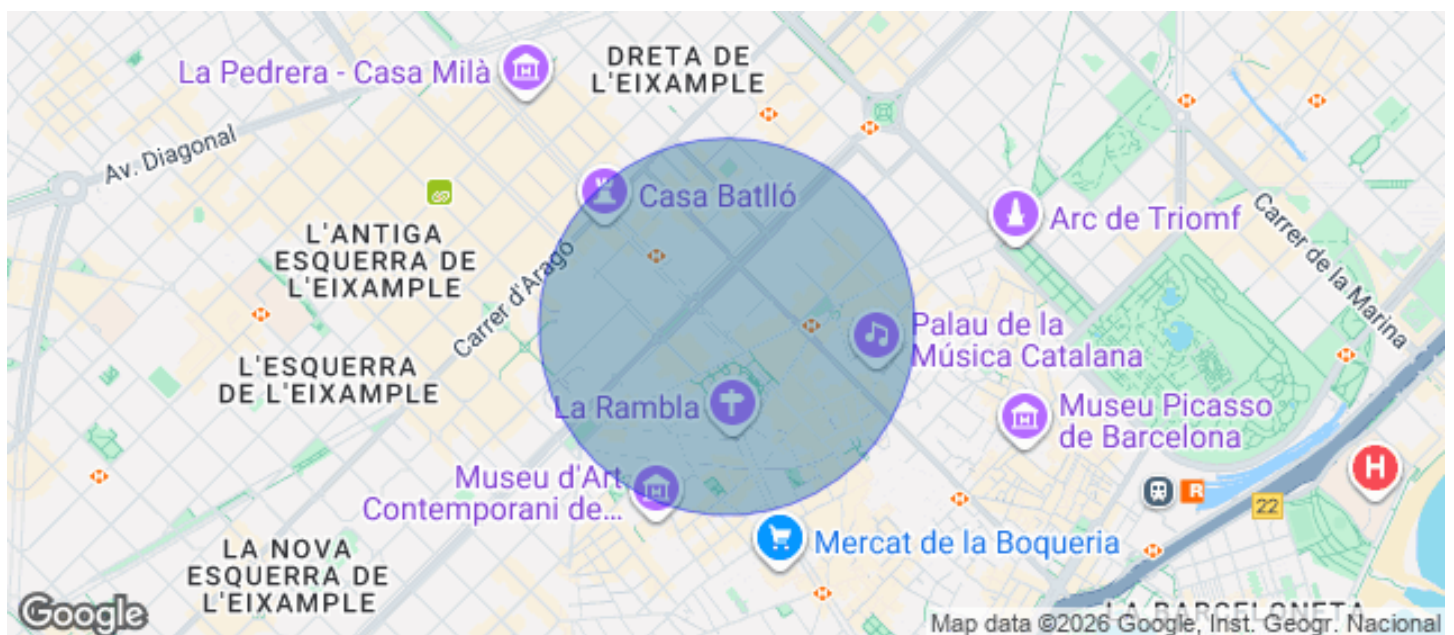 DRETA DE
L'EIXAMPLE
La Pedrera - Casa Milà
Av. Diagonal
Casa Batlló
Arc de Triomf
Carrer de la Marina
L'ANTIGA
ESQUERRA DE
L'EIXAMPLE
Carrer d'Aragó
Palau de la
Música Catalana
L'ESQUERRA
DE L'EIXAMPLE
La Rambla
Museu Picasso
de Barcelona
Museu d'Art
Contemporani de...
H
R
22
Mercat de la Boqueria
LA NOVA
ESQUERRA DE
L'EIXAMPLE
LA BARCELONETA
Google
Map data ©2026 Google, Inst. Geogr. Nacional